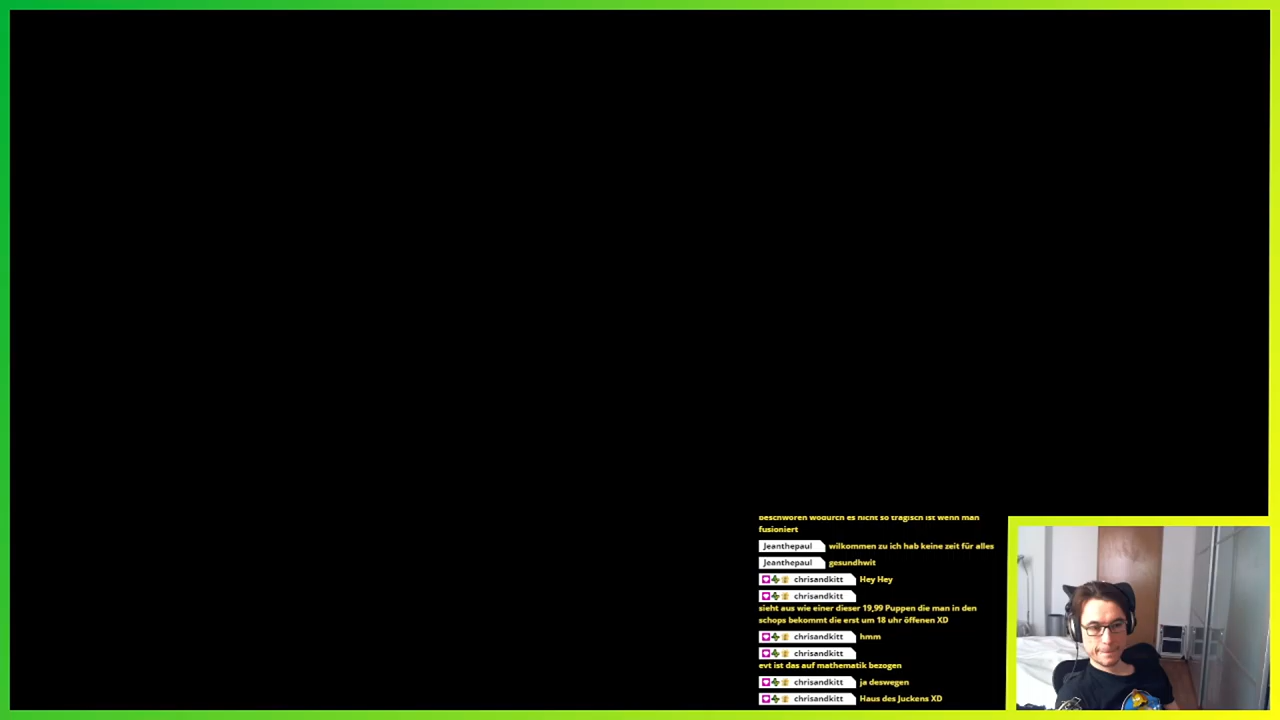 beschworen wodurch es nicht so tragisch ist wenn man
fusioniert
Jeanthepaul wilkommen zu ich hab keine zeit für alles
Jeanthepaul gesundhwit
chrisandkitt Hey Hey
chrisandkitt
sieht aus wie einer dieser 19,99 Puppen die man in den
schops bekommt die erst um 18 uhr öffenen XD
chrisandkitt hmm
chrisandkitt
evt ist das auf mathematik bezogen
chrisandkitt ja deswegen
chrisandkitt Haus des Juckens XD